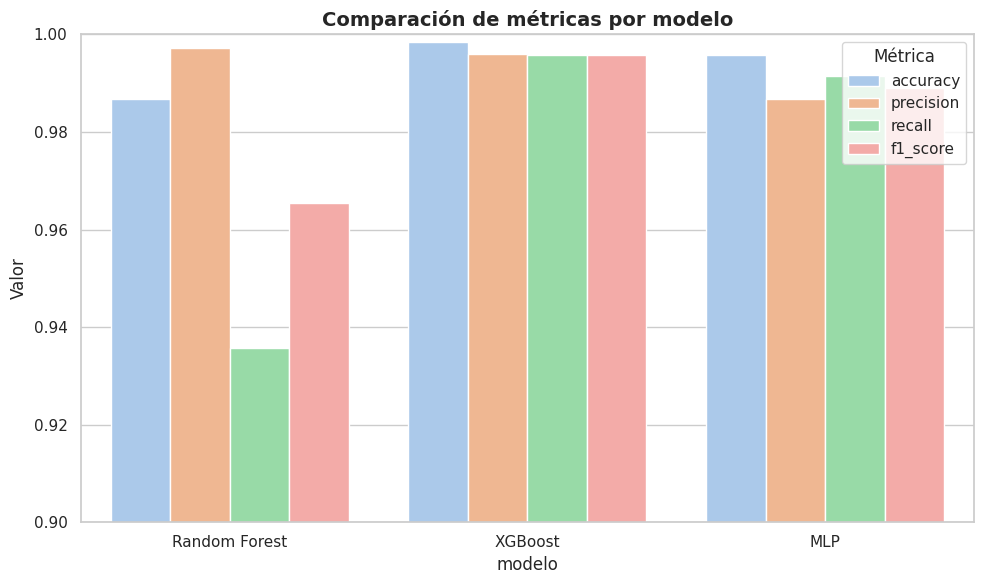 Comparación de métricas por modelo
Valor
1.00
0.98
0.96
0.94
0.92
0.90
Métrica
accuracy
precision
recall
f1_score
Random Forest
XGBoost
MLP
modelo